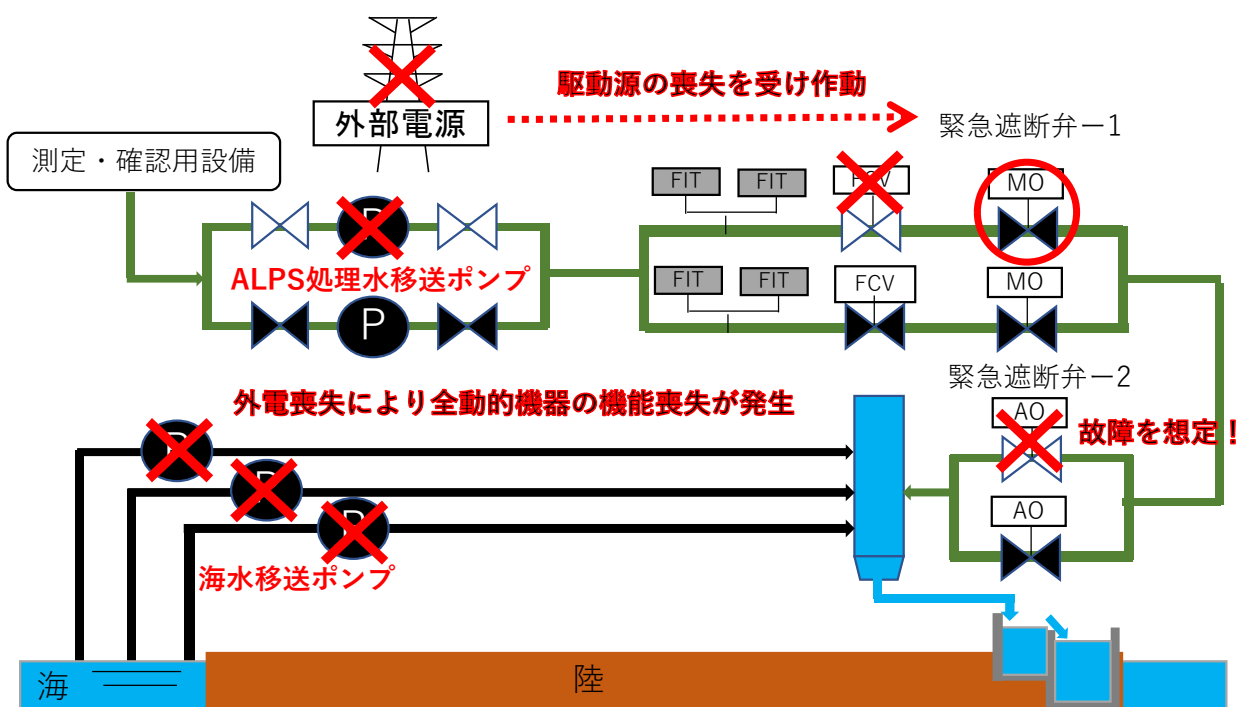 駆動源の喪失を受け作動
外部電源
緊急遮断弁ー1
測定・確認用設備
FIT
FIT
FCV
MO
P
ALPS処理水移送ポンプ
FIT
FIT
FCV
MO
P
緊急遮断弁ー2
外電喪失により全動的機器の機能喪失が発生
AO
故障を想定！
P
P
AO
P
海水移送ポンプ
海
陸